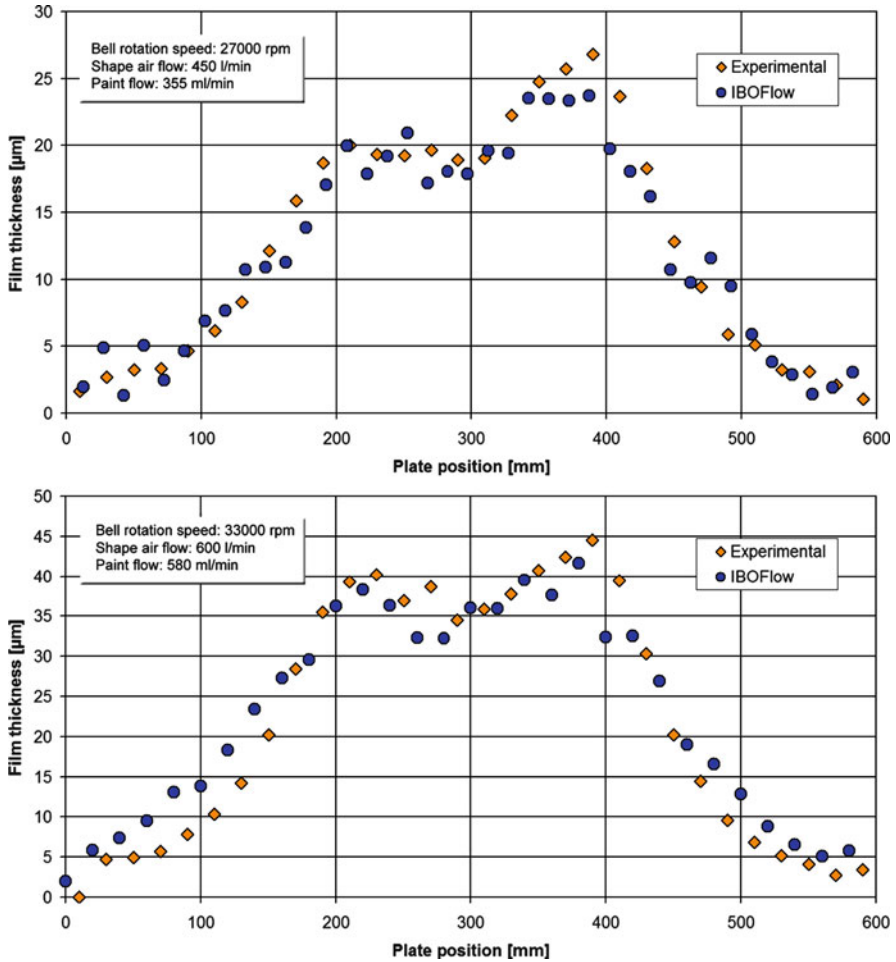 30
25
20
15
10
5
0
Film thickness [µm]
Bell rotation speed: 27000 rpm
Shape air flow: 450 l/min
Paint flow: 355 ml/min
Experimental
IBOFlow
0 100 200 300 400 500 600
Plate position [mm]
50
45
40
35
30
25
20
15
10
5
0
Film thickness [µm]
Bell rotation speed: 33000 rpm
Shape air flow: 600 l/min
Paint flow: 580 ml/min
Experimental
IBOFlow
0 100 200 300 400 500 600
Plate position [mm]